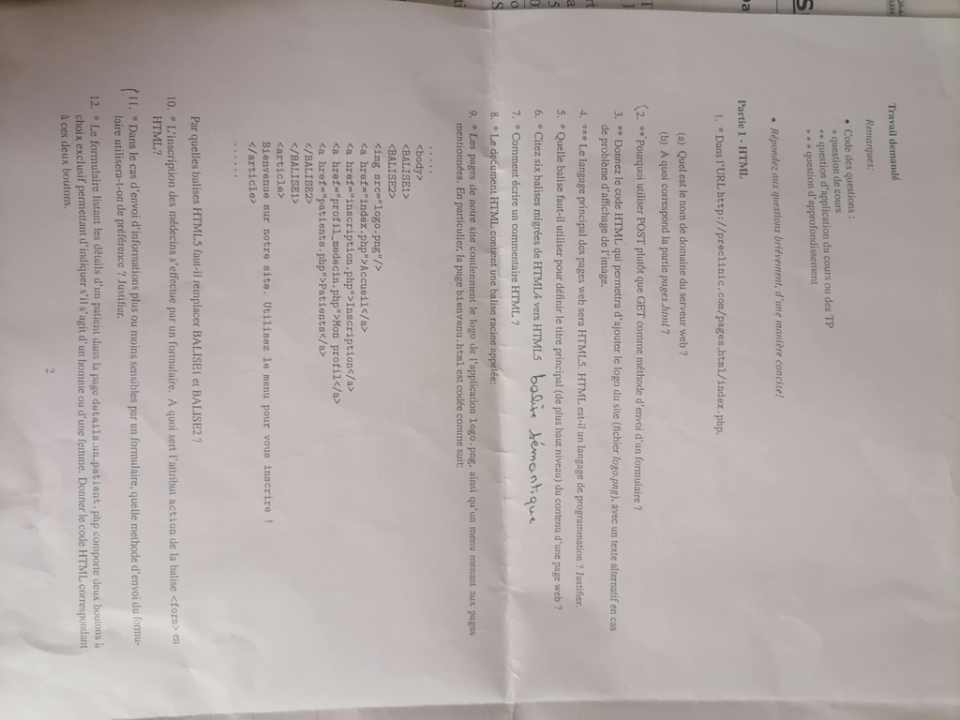 Travail demandé
Remarques:
• Code des questions :
* question de cours
** question d'application du cours ou des TP
* * * question d'approfondissement
• Répondez aux questions brièvement, d'une manière concise!
Partie 1 - HTML
1. * Dans l'URL http://preclinic.com/pages.html/index.php,
(a) Quel est le nom de domaine du serveur web ?
(b) A quoi correspond la partie pages.html ?
2. ** Pourquoi utiliser POST plutôt que GET comme méthode d'envoi d'un formulaire ?
3. ** Donnez le code HTML qui permettra d'ajouter le logo du site (fichier logo.png), avec un texte alternatif en cas
de problème d'affichage de l'image.
4. *** Le langage principal des pages web sera HTML5. HTML est-il un langage de programmation ? Justifier.
5. * Quelle balise faut-il utiliser pour définir le titre principal (de plus haut niveau) du contenu d'une page web ?
6. * Citez six balises migrées de HTML4 vers HTML5 balise sémantique
7. * Comment écrire un commentaire HTML ?
8. * Le document HTML contient une balise racine appelée:
9. * Les pages de notre site contiennent le logo de l'application logo.png, ainsi qu'un menu menant aux pages
mentionnées. En particulier, la page bienvenu.html est codée comme suit:
.....
<body>
<BALISE1>
<BALISE2>
<img src="logo.png"/>
<a href="index.php">Accueil</a>
<a href="inscription.php">Inscription</a>
<a href="profil_medecin.php">Mon profil</a>
<a href="patients.php">Patients</a>
</BALISE2>
</BALISE1>
<article>
Bienvenue sur notre site. Utilisez le menu pour vous inscrire !
</article>
......
Par quelles balises HTML5 faut-il remplacer BALISE1 et BALISE2 ?
10. * L'inscription des médecins s'effectue par un formulaire. A quoi sert l'attribut action de la balise <form> en
HTML?
11. * Dans le cas d'envoi d'informations plus ou moins sensibles par un formulaire, quelle methode d'envoi du formu-
laire utilisera-t-on de préférence ? Justifier.
12. * Le formulaire listant les détails d'un patient dans la page details_un_patient.php comporte deux boutons à
choix exclusif permettant d'indiquer s'il s'agit d'un homme ou d'une femme. Donner le code HTML correspondant
à ces deux boutons.
2